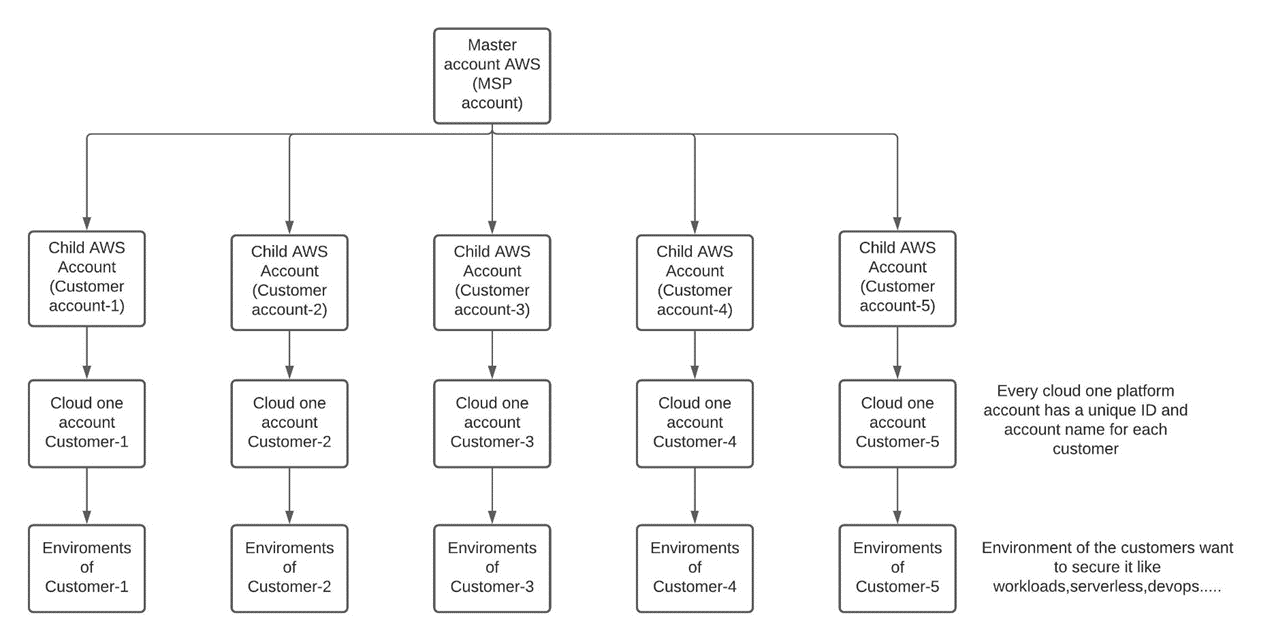 Master
account AWS
(MSP
account)
Child AWS
Account
(Customer
account-1)
Child AWS
Account
(Customer
account-2)
Child AWS
Account
(Customer
account-3)
Child AWS
Account
(Customer
account-4)
Child AWS
Account
(Customer
account-5)
Cloud one
account
Customer-1
Cloud one
account
Customer-2
Cloud one
account
Customer-3
Cloud one
account
Customer-4
Cloud one
account
Customer-5
Every cloud one platform
account has a unique ID and
account name for each
customer
Enviroments
of
Customer-1
Enviroments
of
Customer-2
Enviroments
of
Customer-3
Enviroments
of
Customer-4
Enviroments
of
Customer-5
Environment of the customers want
to secure it like
workloads,serverless,devops.....